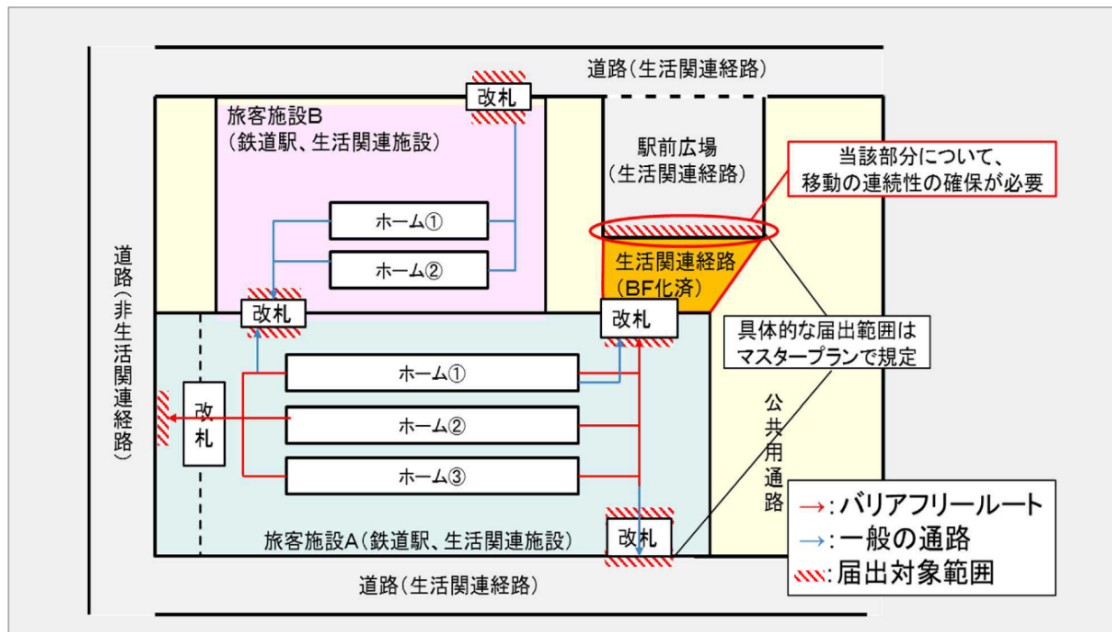 道路(生活関連経路)
改札
旅客施設B
(鉄道駅、生活関連施設)
駅前広場
(生活関連経路)
当該部分について、
移動の連続性の確保が必要
ホーム①
ホーム②
生活関連経路
(BF化済)
道路(非生活関連経路)
改札
改札
具体的な届出範囲は
マスタープランで規定
ホーム①
改札
ホーム②
ホーム③
公共用通路
改札
旅客施設A(鉄道駅、生活関連施設)
道路(生活関連経路)
→:バリアフリールート
→:一般の通路
:届出対象範囲